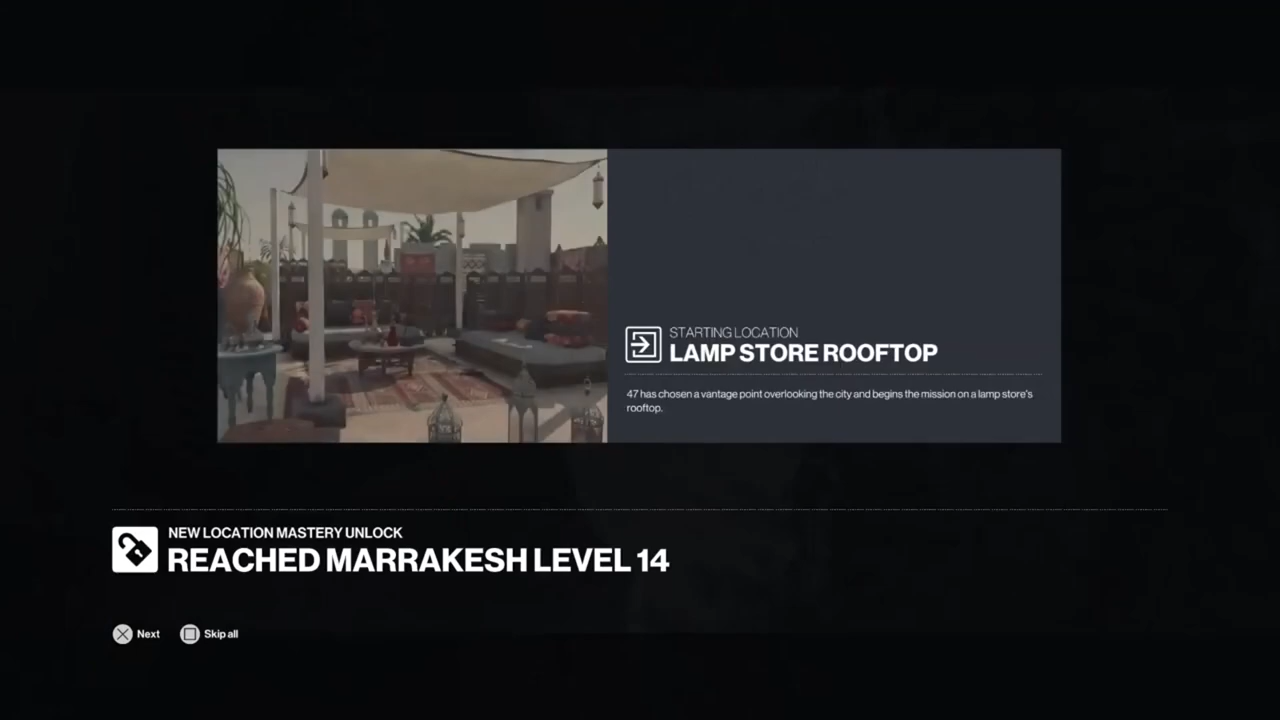 STARTING LOCATION
LAMP STORE ROOFTOP
47 has chosen a vantage point overlooking the city and begins the mission on a lamp store's
rooftop.
NEW LOCATION MASTERY UNLOCK
REACHED MARRAKESH LEVEL 14
Next
Skip all